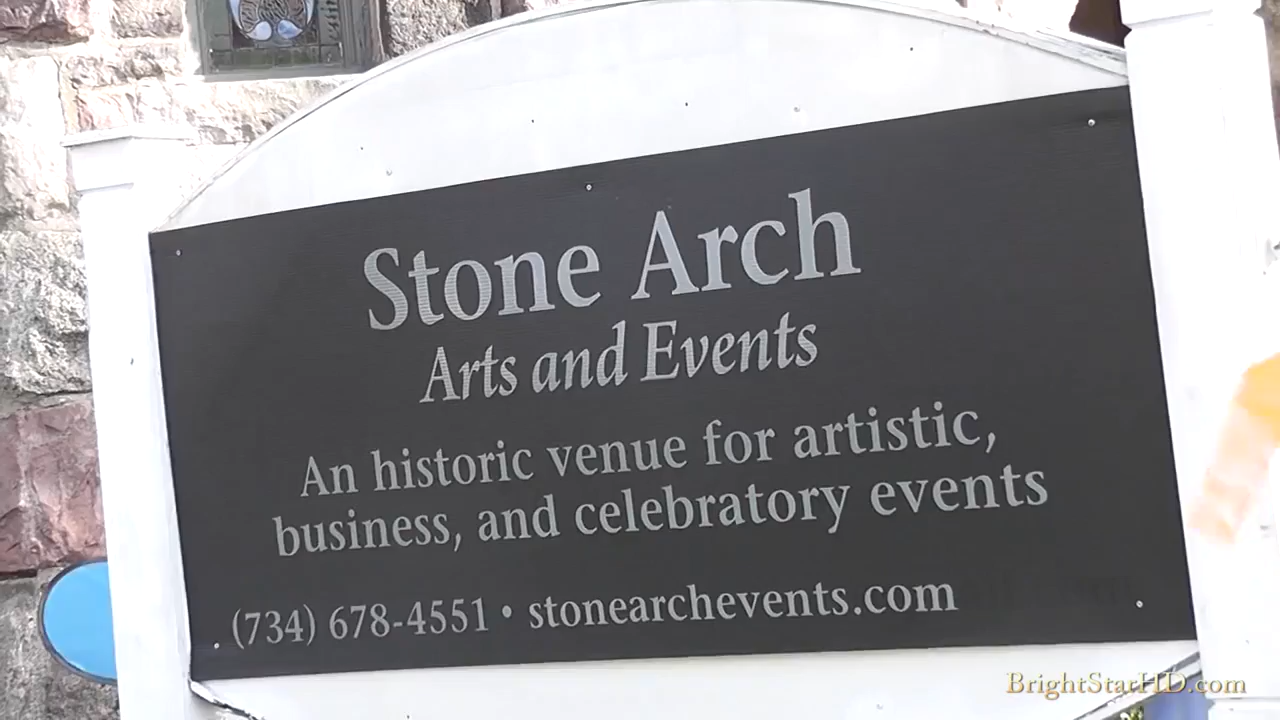 Stone Arch
Arts and Events
An historic venue for artistic,
business, and celebratory events
(734) 678-4551 • stonearchevents.com
BrightStarHD.com